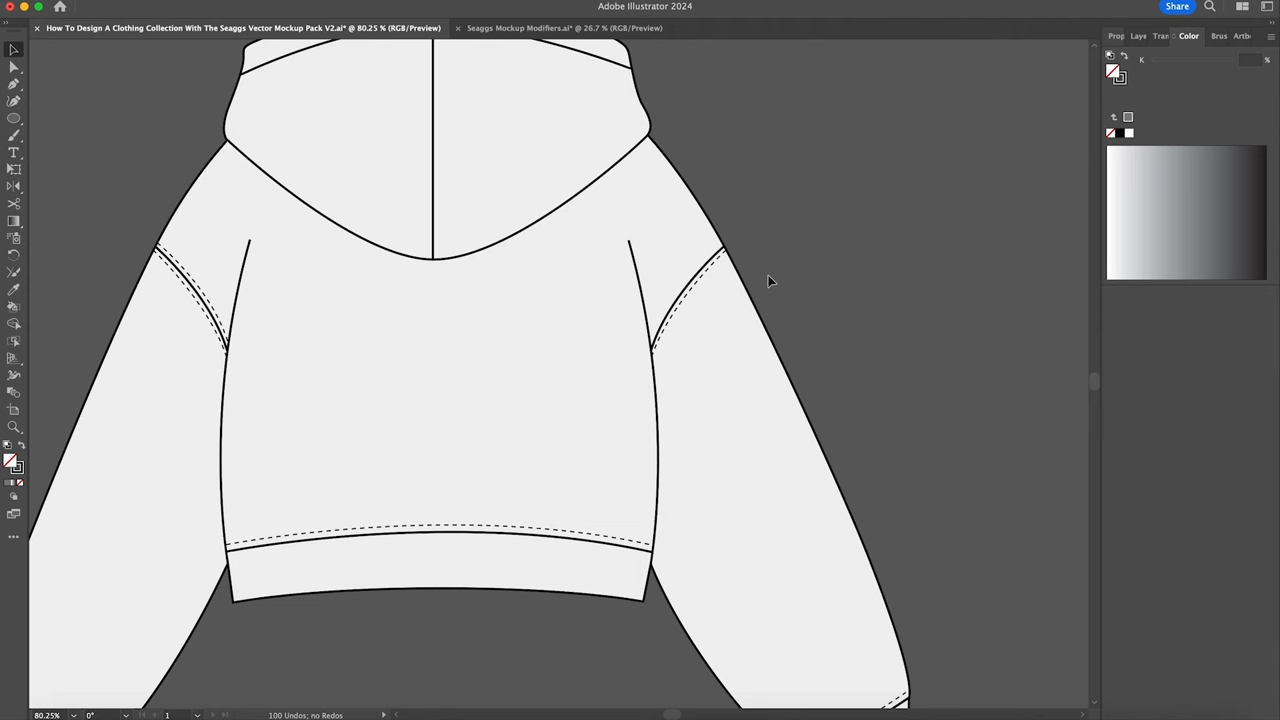 Adobe Illustrator 2024
Share
How To Design A Clothing Collection With The Seaggs Vector Mockup Pack V2.ai* @ 80.25 % (RGB/Preview)
Seaggs Mockup Modifiers.ai* @ 26.7 % (RGB/Preview)
Prop Laye Tran Color Brus Artb
K %
80.25% 0° 1 100 Undos; no Redos